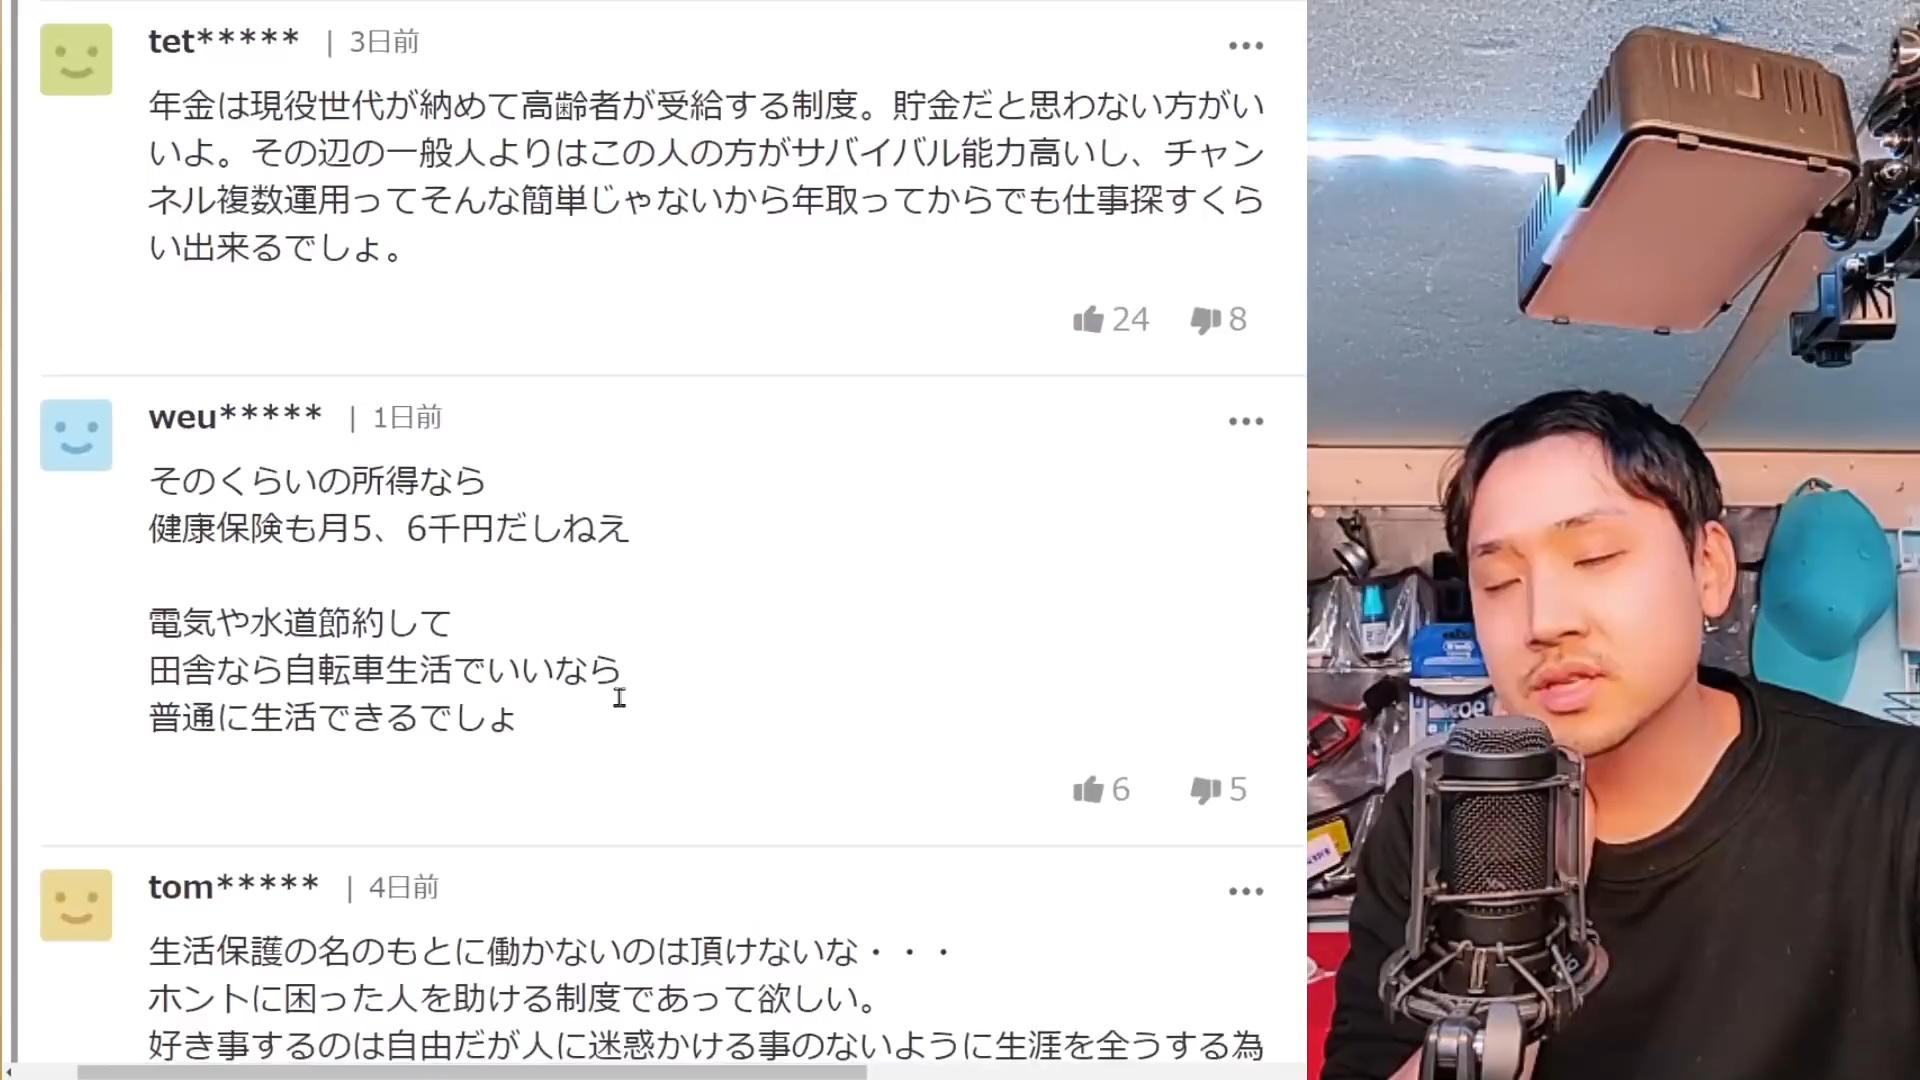 tet***** | 3日前
年金は現役世代が納めて高齢者が受給する制度。貯金だと思わない方がい
いよ。その辺の一般人よりはこの人の方がサバイバル能力高いし、チャン
ネル複数運用ってそんな簡単じゃないから年取ってからでも仕事探すくら
い出来るでしょ。
24 8
weu***** | 1日前
そのくらいの所得なら
健康保険も月5、6千円だしねえ
電気や水道節約して
田舎なら自転車生活でいいなら
普通に生活できるでしょ
6 5
tom***** | 4日前
生活保護の名のもとに働かないのは頂けないな・・・
ホントに困った人を助ける制度であって欲しい。
好き事するのは自由だが人に迷惑かける事のないように生涯を全うする為